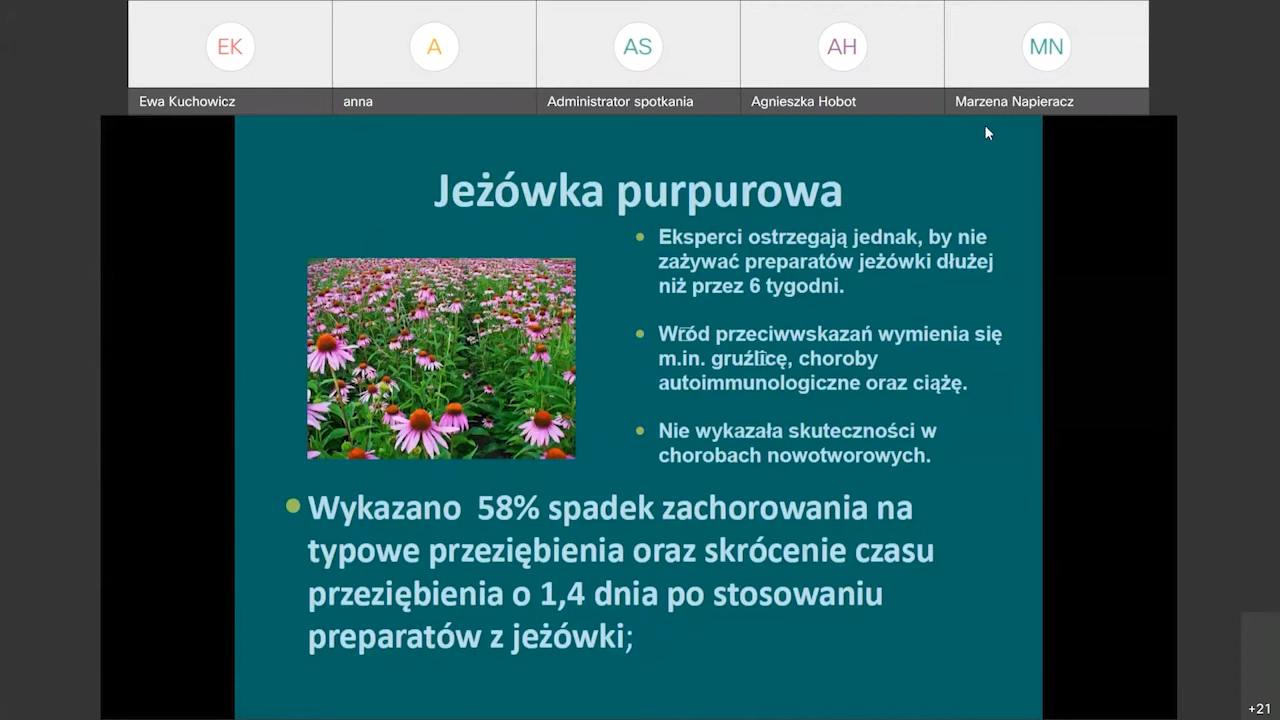 EK
A
AS
AH
MN
Ewa Kuchowicz
anna
Administrator spotkania
Agnieszka Hobot
Marzena Napieracz
Jeżówka purpurowa
Eksperci ostrzegają jednak, by nie
zażywać preparatów jeżówki dłużej
niż przez 6 tygodni.
przeciwwskazań wymienia się
m.in. choroby
autoimmunologiczne oraz ciążę.
Nie wykazała skuteczności w
chorobach nowotworowych.
Wykazano 58% spadek zachorowania na
typowe przeziębienia oraz skrócenie czasu
przeziębienia o 1,4 dnia po stosowaniu
preparatów z jeżówki;
+21